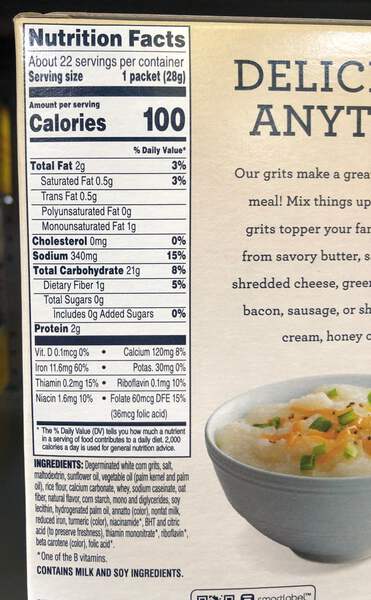 Nutrition Facts
About 22 servings per container
Serving size 1 packet (28g)
Amount per serving
Calories 100
% Daily Value*
Total Fat 2g 3%
Saturated Fat 0.5g 3%
Trans Fat 0.5g
Polyunsaturated Fat 0g
Monounsaturated Fat 1g
Cholesterol 0mg 0%
Sodium 340mg 15%
Total Carbohydrate 21g 8%
Dietary Fiber 1g 5%
Total Sugars 0g
Includes 0g Added Sugars 0%
Protein 2g
Vit. D 0.1mcg 0% • Calcium 120mg 8%
Iron 11.6mg 60% • Potas. 30mg 0%
Thiamin 0.2mg 15% • Riboflavin 0.1mg 10%
Niacin 1.6mg 10% • Folate 60mcg DFE 15%
(36mcg folic acid)
* The % Daily Value (DV) tells you how much a nutrient
in a serving of food contributes to a daily diet. 2,000
calories a day is used for general nutrition advice.
INGREDIENTS: Degerminated white corn grits, salt,
maltodextrin, sunflower oil, vegetable oil (palm kernel and palm
oil), rice flour, calcium carbonate, whey, sodium caseinate, oat
fiber, natural flavor, corn starch, mono and diglycerides, soy
lecithin, hydrogenated palm oil, annatto (color), nonfat milk,
reduced iron, turmeric (color), niacinamide*, BHT and citric
acid (to preserve freshness), thiamin mononitrate*, riboflavin*,
beta carotene (color), folic acid*.
*One of the B vitamins.
CONTAINS MILK AND SOY INGREDIENTS.
DELIC
ANYT
Our grits make a grea
meal! Mix things up
grits topper your fa
from savory butter, s
shredded cheese, gree
bacon, sausage, or sh
cream, honey o
smartlabel™